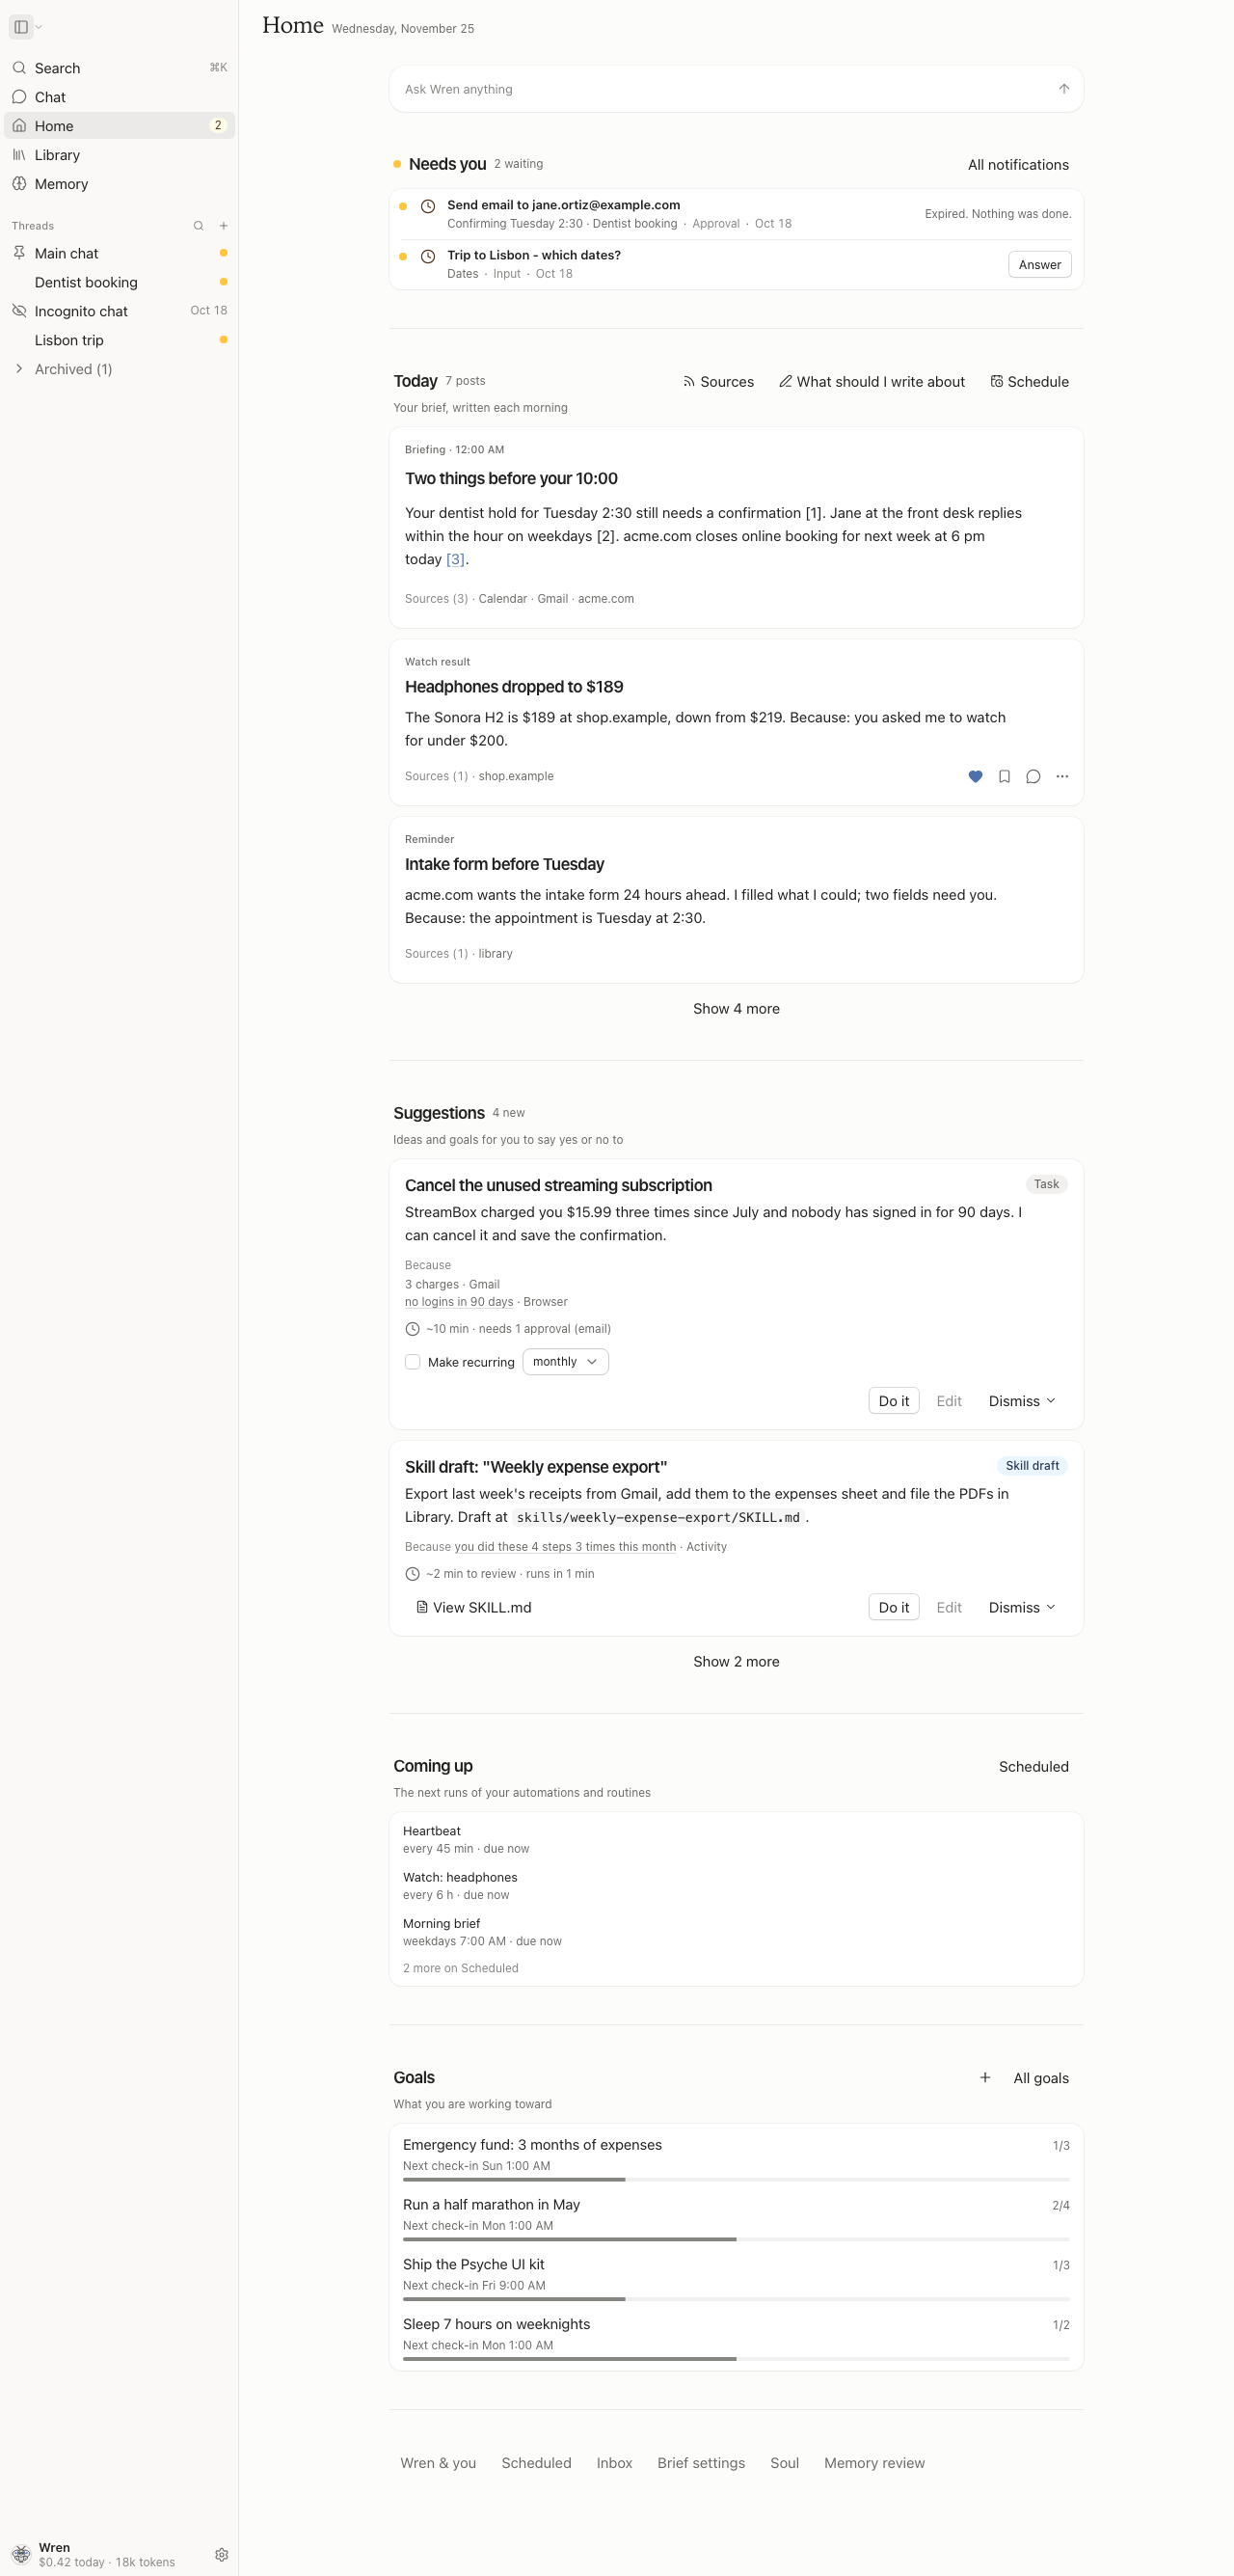 Home Wednesday, November 25
Search ⌘K
Chat
Home 2
Library
Memory
Threads
Main chat
Dentist booking
Incognito chat Oct 18
Lisbon trip
Archived (1)
Ask Wren anything
Needs you 2 waiting All notifications
Send email to jane.ortiz@example.com
Confirming Tuesday 2:30 · Dentist booking · Approval · Oct 18
Expired. Nothing was done.
Trip to Lisbon - which dates?
Dates · Input · Oct 18
Answer
Today 7 posts Sources What should I write about Schedule
Your brief, written each morning
Briefing · 12:00 AM
Two things before your 10:00
Your dentist hold for Tuesday 2:30 still needs a confirmation [1]. Jane at the front desk replies
within the hour on weekdays [2]. acme.com closes online booking for next week at 6 pm
today [3].
Sources (3) · Calendar · Gmail · acme.com
Watch result
Headphones dropped to $189
The Sonora H2 is $189 at shop.example, down from $219. Because: you asked me to watch
for under $200.
Sources (1) · shop.example
Reminder
Intake form before Tuesday
acme.com wants the intake form 24 hours ahead. I filled what I could; two fields need you.
Because: the appointment is Tuesday at 2:30.
Sources (1) · library
Show 4 more
Suggestions 4 new
Ideas and goals for you to say yes or no to
Cancel the unused streaming subscription Task
StreamBox charged you $15.99 three times since July and nobody has signed in for 90 days. I
can cancel it and save the confirmation.
Because
3 charges · Gmail
no logins in 90 days · Browser
~10 min · needs 1 approval (email)
Make recurring monthly
Do it Edit Dismiss
Skill draft: "Weekly expense export" Skill draft
Export last week's receipts from Gmail, add them to the expenses sheet and file the PDFs in
Library. Draft at skills/weekly-expense-export/SKILL.md .
Because you did these 4 steps 3 times this month · Activity
~2 min to review · runs in 1 min
View SKILL.md Do it Edit Dismiss
Show 2 more
Coming up Scheduled
The next runs of your automations and routines
Heartbeat
every 45 min · due now
Watch: headphones
every 6 h · due now
Morning brief
weekdays 7:00 AM · due now
2 more on Scheduled
Goals + All goals
What you are working toward
Emergency fund: 3 months of expenses 1/3
Next check-in Sun 1:00 AM
Run a half marathon in May 2/4
Next check-in Mon 1:00 AM
Ship the Psyche UI kit 1/3
Next check-in Fri 9:00 AM
Sleep 7 hours on weeknights 1/2
Next check-in Mon 1:00 AM
Wren & you Scheduled Inbox Brief settings Soul Memory review
Wren
$0.42 today · 18k tokens